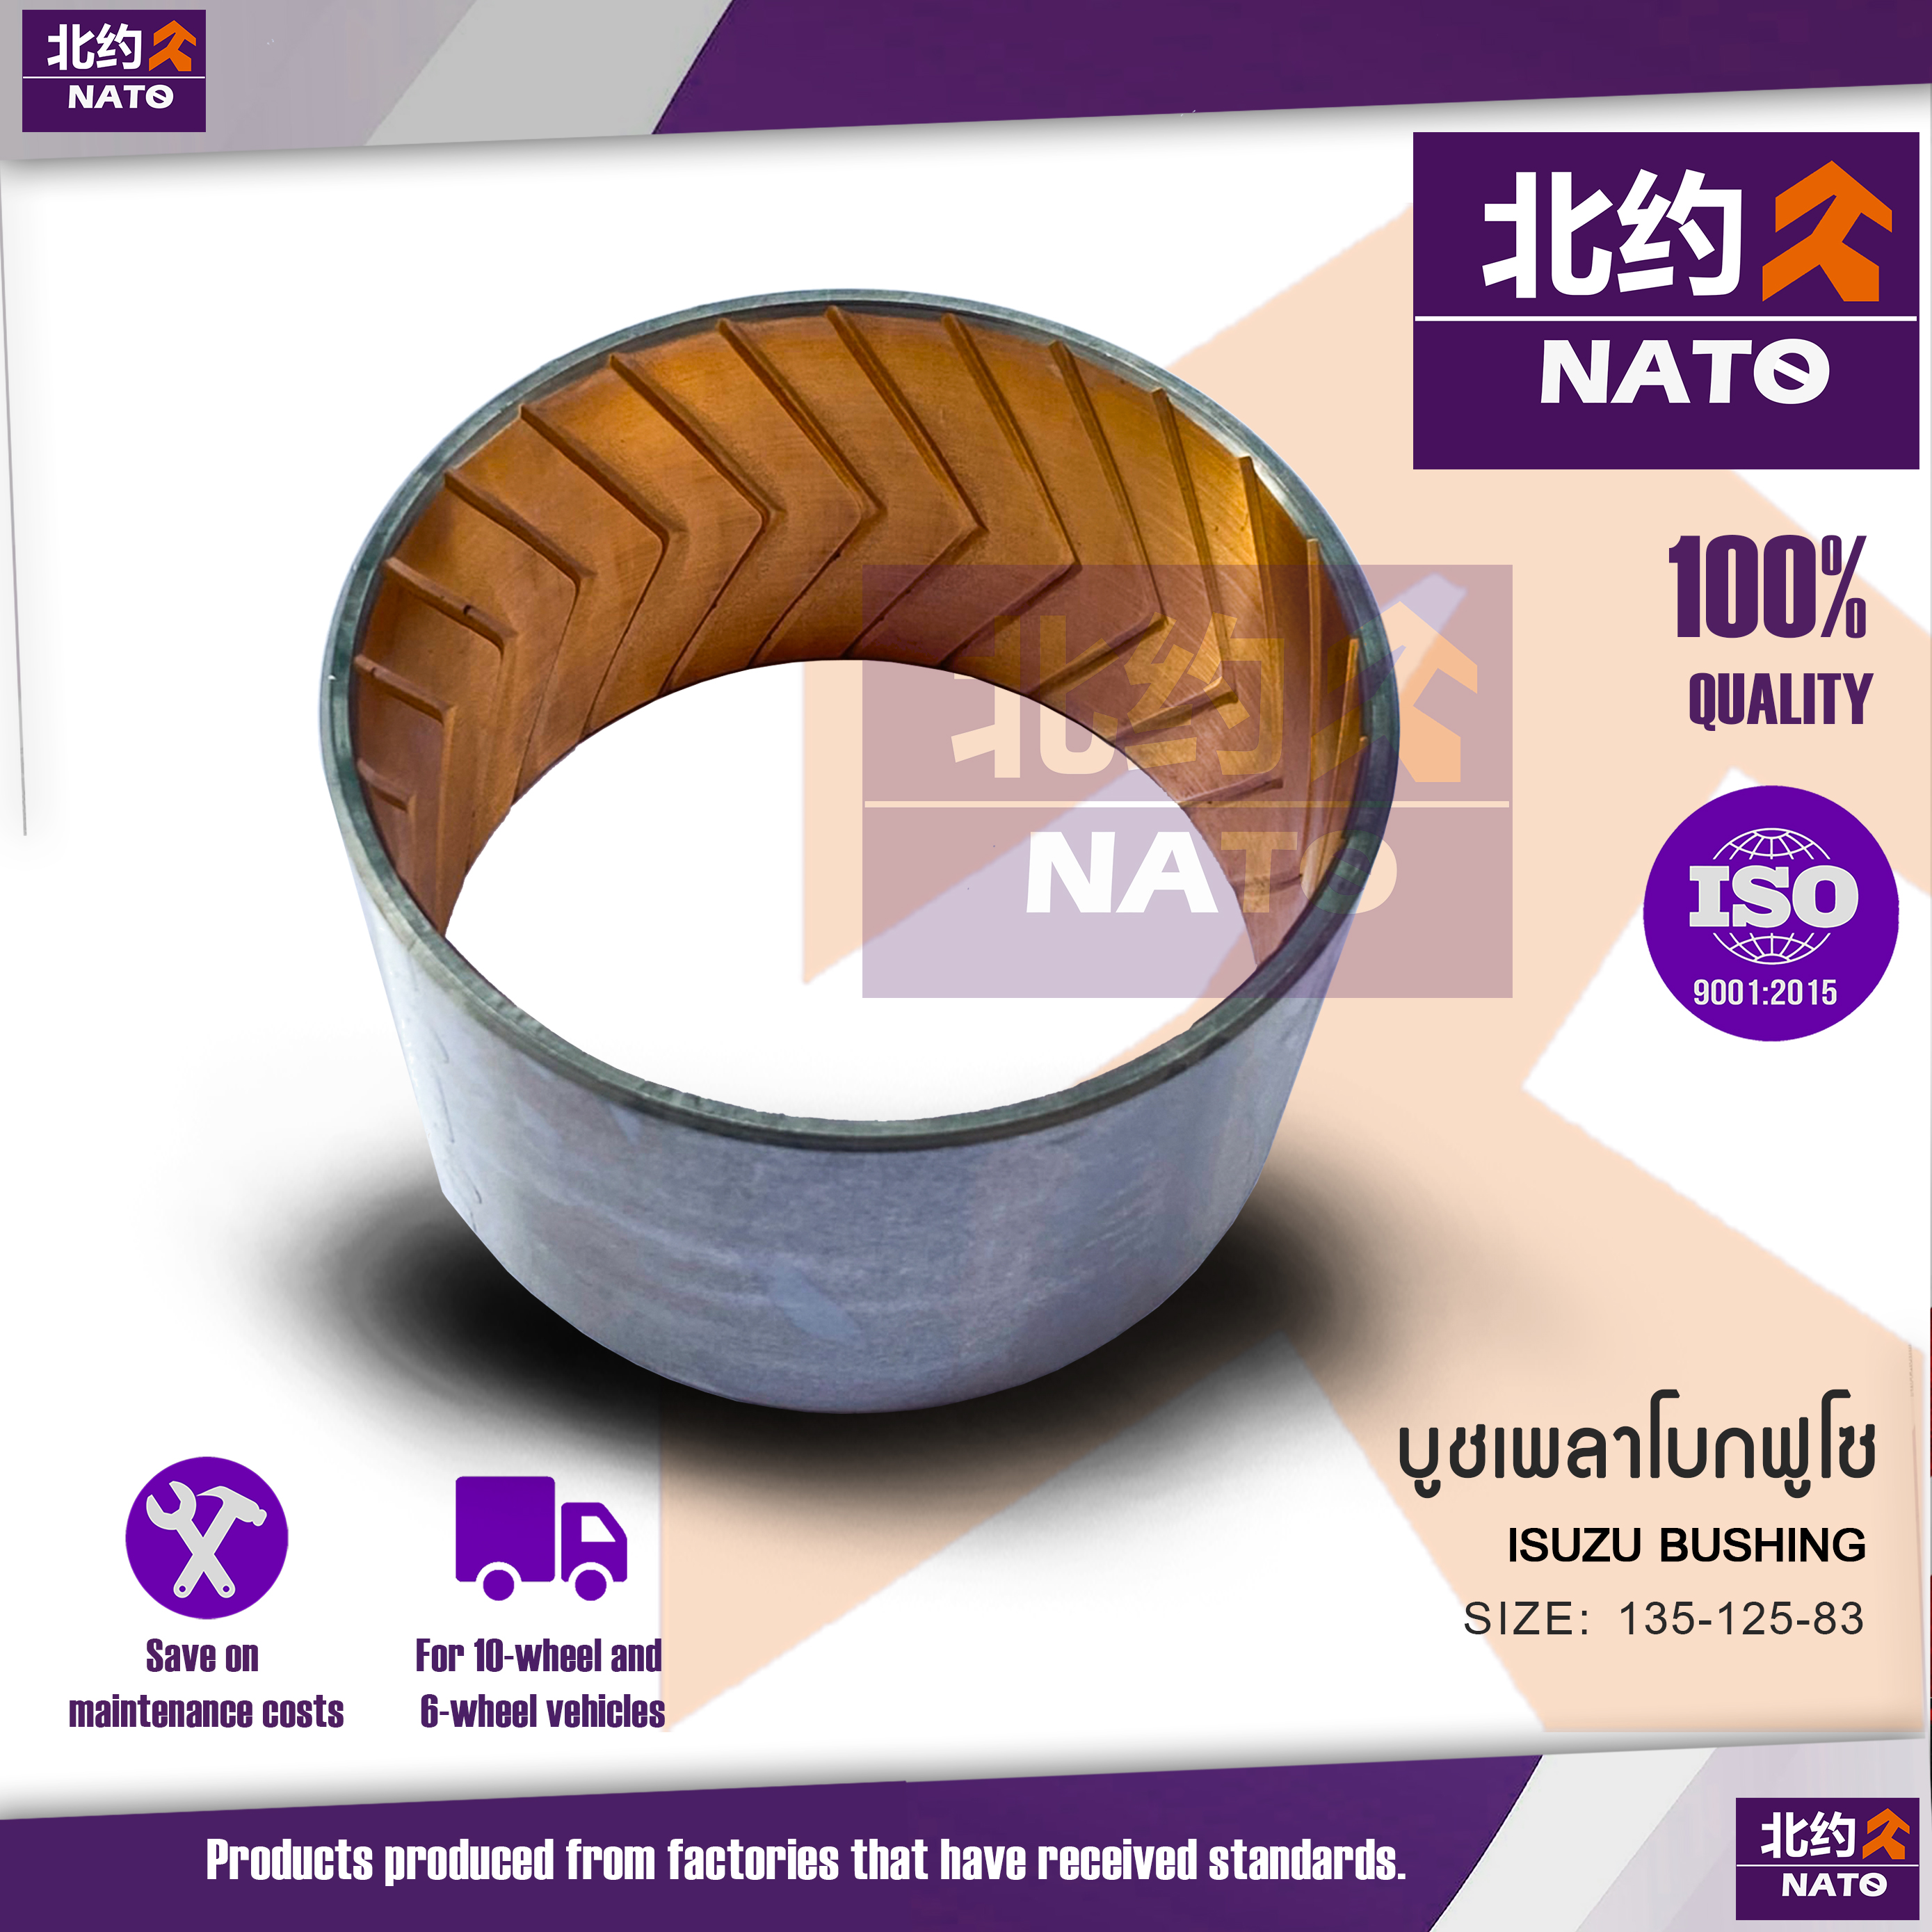 北约
NATO
北约
NATO
100%
QUALITY
北约
NATO
ISO
9001:2015
บูชเพลาโบกฟูโซ
ISUZU BUSHING
SIZE: 135-125-83
Save on
maintenance costs
For 10-wheel and
6-wheel vehicles
Products produced from factories that have received standards.
北约
NATO